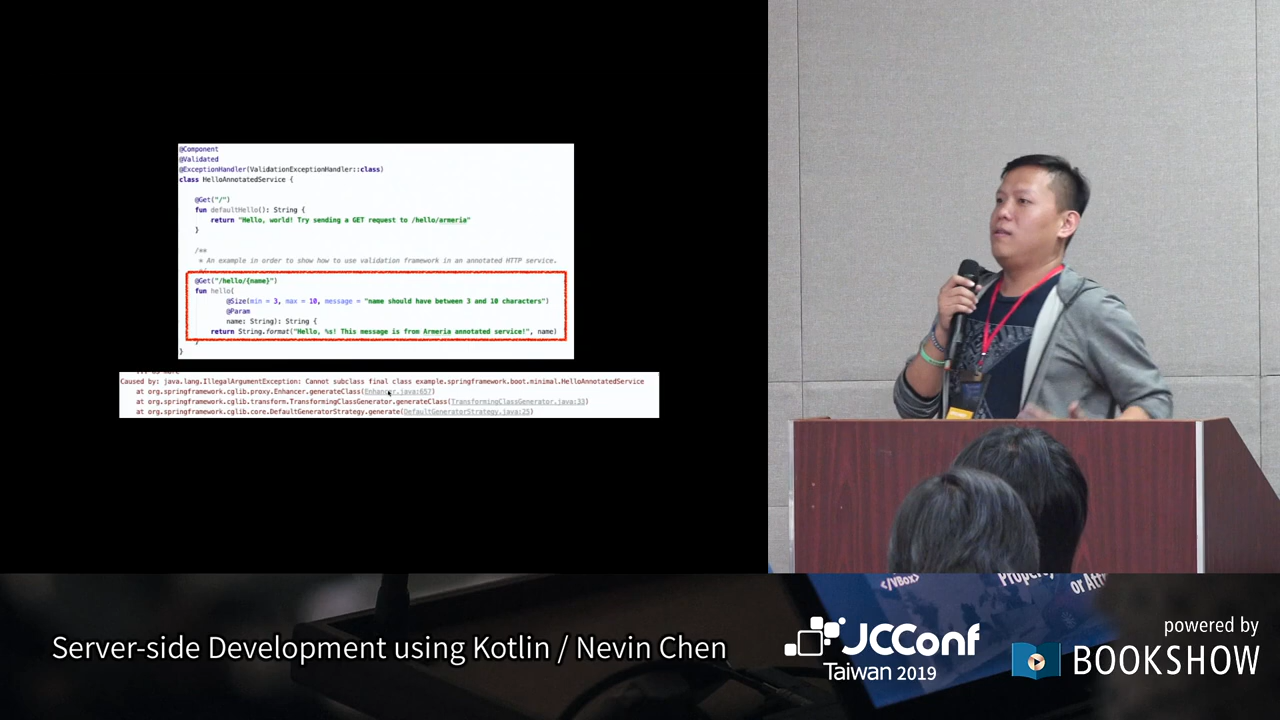 @Component
@Validated
@ExceptionHandler(ValidationExceptionHandler::class)
class HelloAnnotatedService {
@Get("/")
fun defaultHello(): String {
return "Hello, world! Try sending a GET request to /hello/armeria"
}
/**
* An example in order to show how to use validation framework in an annotated HTTP service.
@Get("/hello/{name}")
fun hello(
@Size(min = 3, max = 10, message = "name should have between 3 and 10 characters")
@Param
name: String): String {
return String.format("Hello, %s! This message is from Armeria annotated service!", name)
}
}
Caused by: java.lang.IllegalArgumentException: Cannot subclass final class example.springframework.boot.minimal.HelloAnnotatedService
at org.springframework.cglib.proxy.Enhancer.generateClass(Enhancer.java:657)
at org.springframework.cglib.transform.TransformingClassGenerator.generateClass(TransformingClassGenerator.java:33)
at org.springframework.cglib.core.DefaultGeneratorStrategy.generate(DefaultGeneratorStrategy.java:25)
</VBox>
or
Server-side Development using Kotlin / Nevin Chen
JCConf
Taiwan 2019
powered by
BOOKSHOW